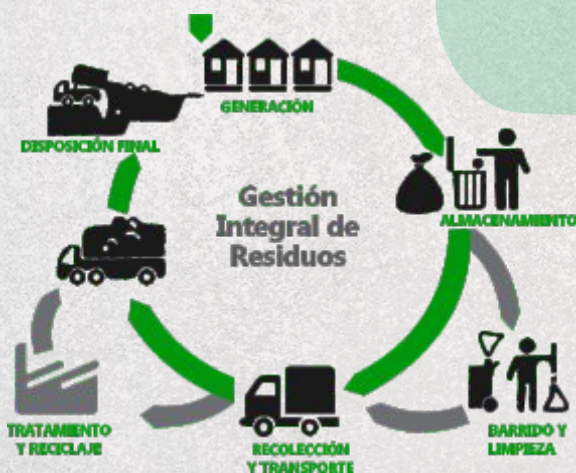 GENERACIÓN
DISPOSICIÓN FINAL
Gestión
Integral de
Residuos
ALMACENAMIENTO
TRATAMIENTO
Y RECICLAJE
RECOLECCIÓN
Y TRANSPORTE
BARRIDO Y
LIMPIEZA